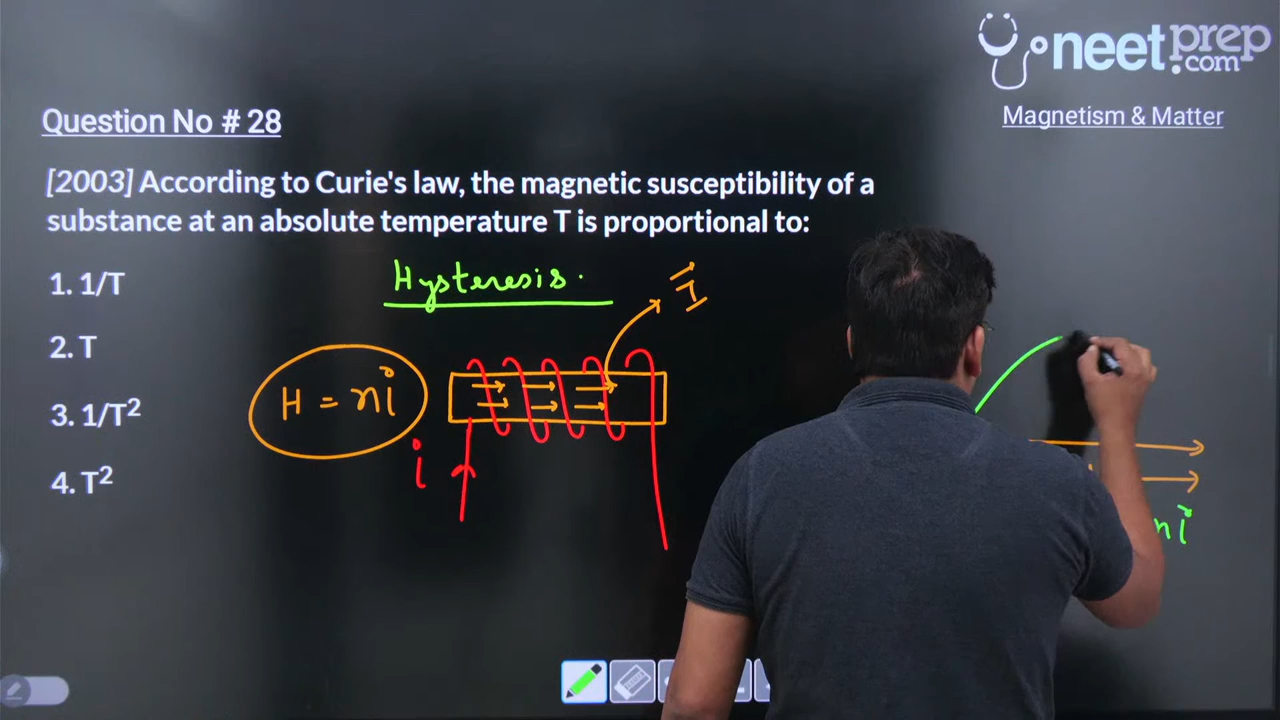 neetprep.com
Magnetism & Matter
Question No # 28
[2003] According to Curie's law, the magnetic susceptibility of a
substance at an absolute temperature T is proportional to:
1. 1/T
2. T
3. 1/T²
4. T²
Hysteresis.
I
H = ni
i
ni